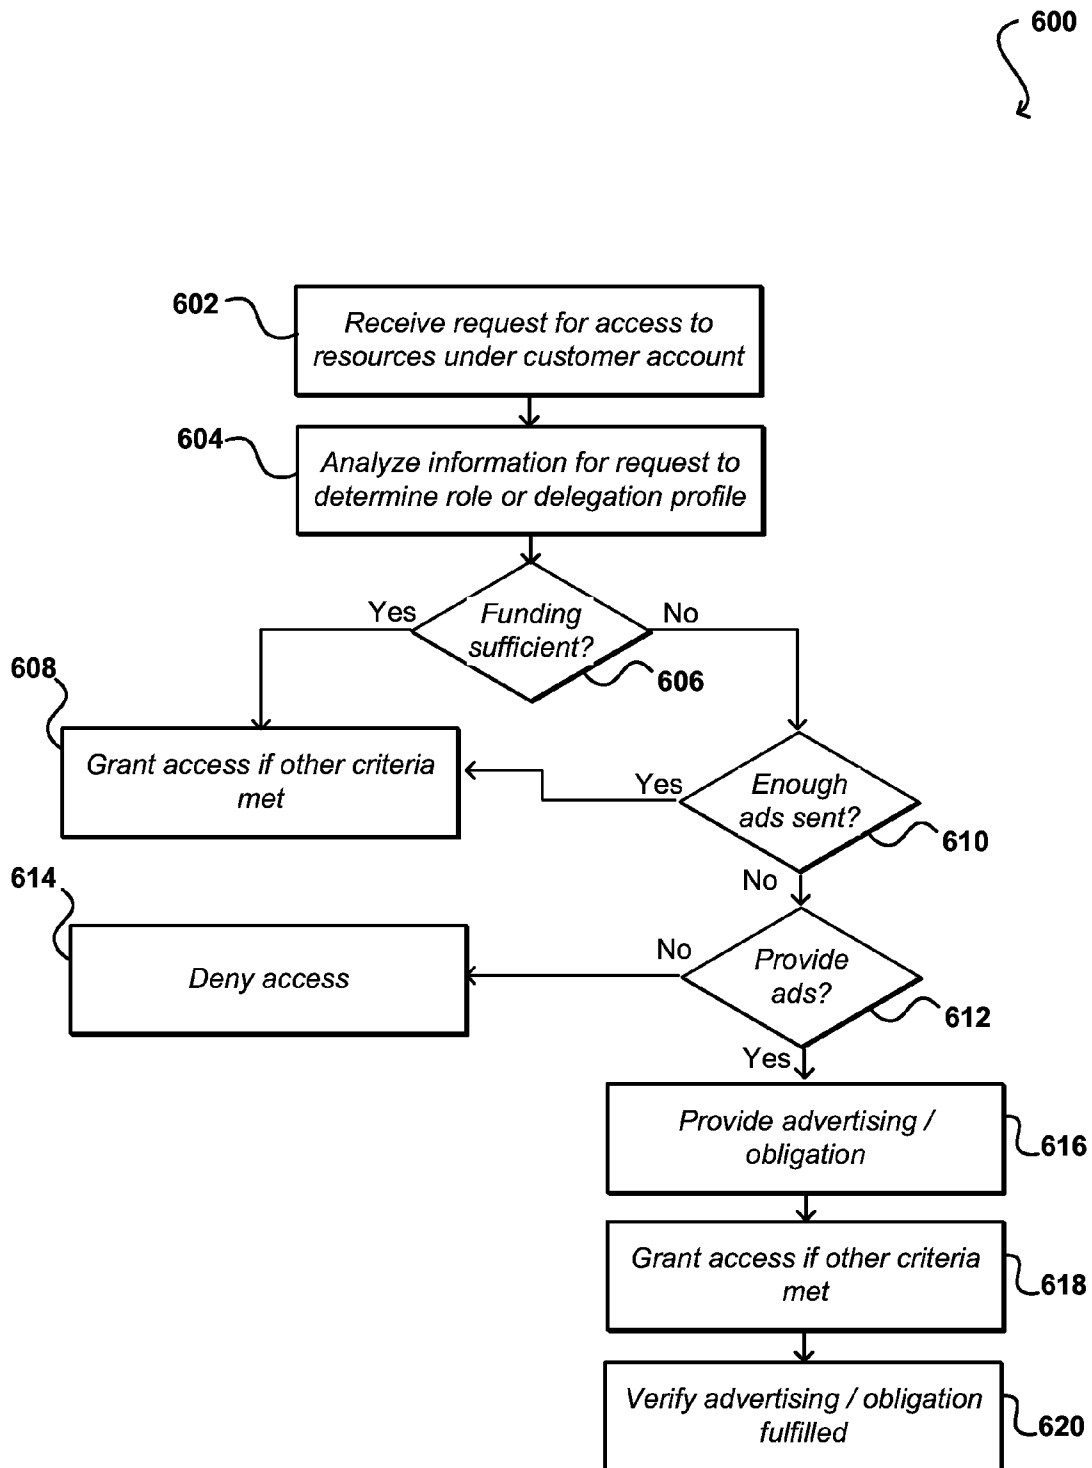 600
602
Receive request for access to
resources under customer account
604
Analyze information for request to
determine role or delegation profile
Yes
Funding
sufficient?
No
606
608
Grant access if other criteria
met
Yes
Enough
ads sent?
610
No
614
Deny access
No
Provide
ads?
612
Yes
Provide advertising /
obligation
616
Grant access if other criteria
met
618
Verify advertising / obligation
fulfilled
620